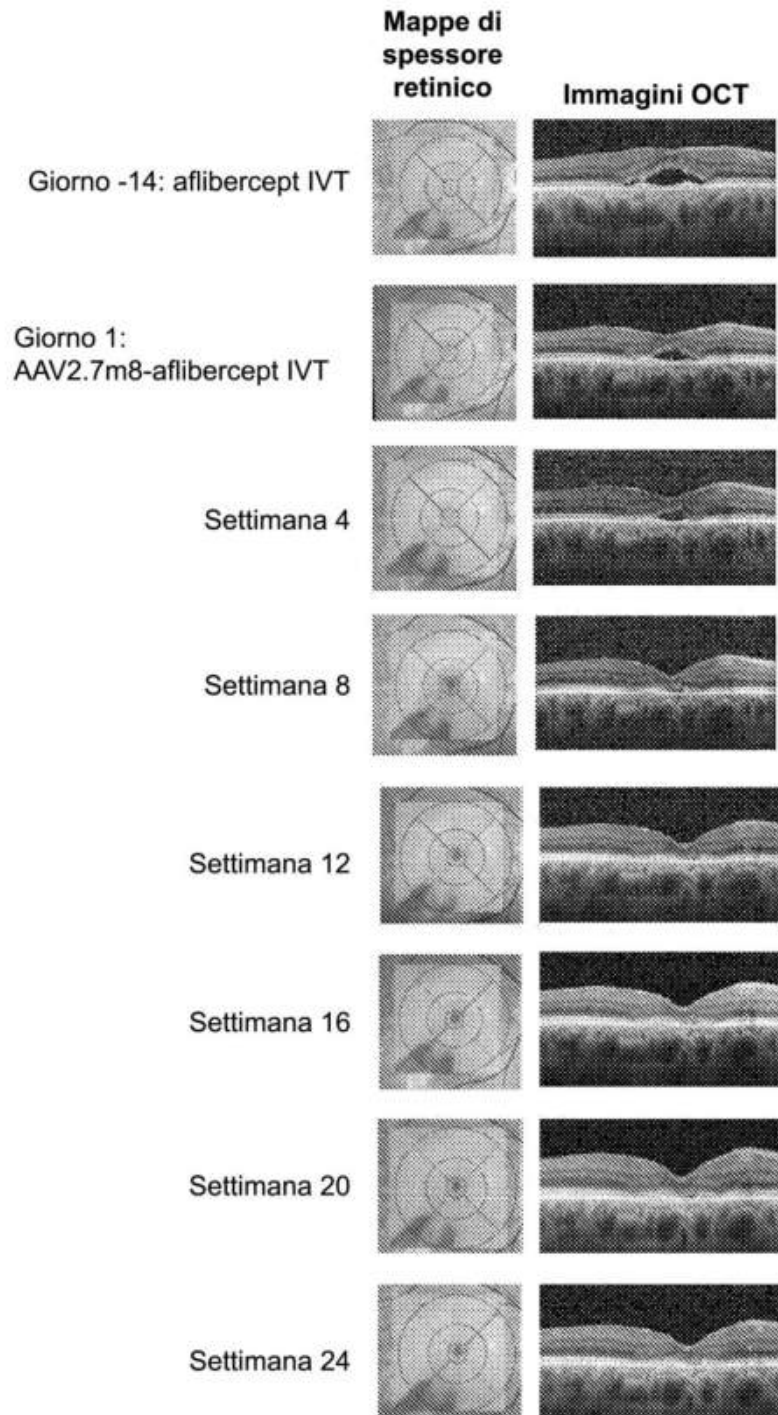 Mappe di
spessore
retinico
Immagini OCT
Giorno -14: aflibercept IVT
Giorno 1:
AAV2.7m8-aflibercept IVT
Settimana 4
Settimana 8
Settimana 12
Settimana 16
Settimana 20
Settimana 24